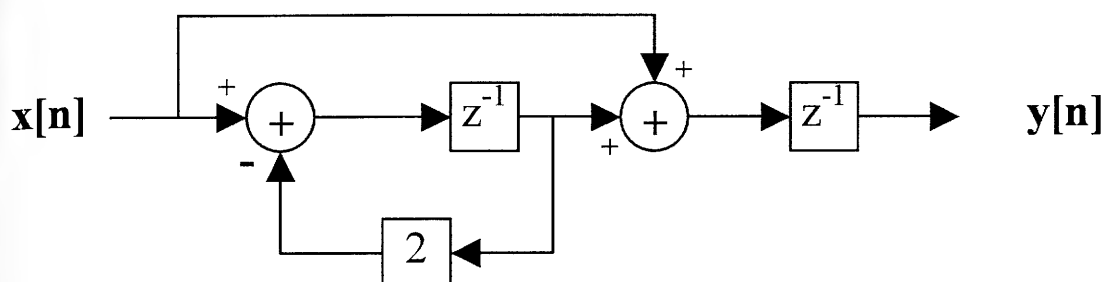 x[n] + + - z⁻¹ + + + z⁻¹ y[n]
2